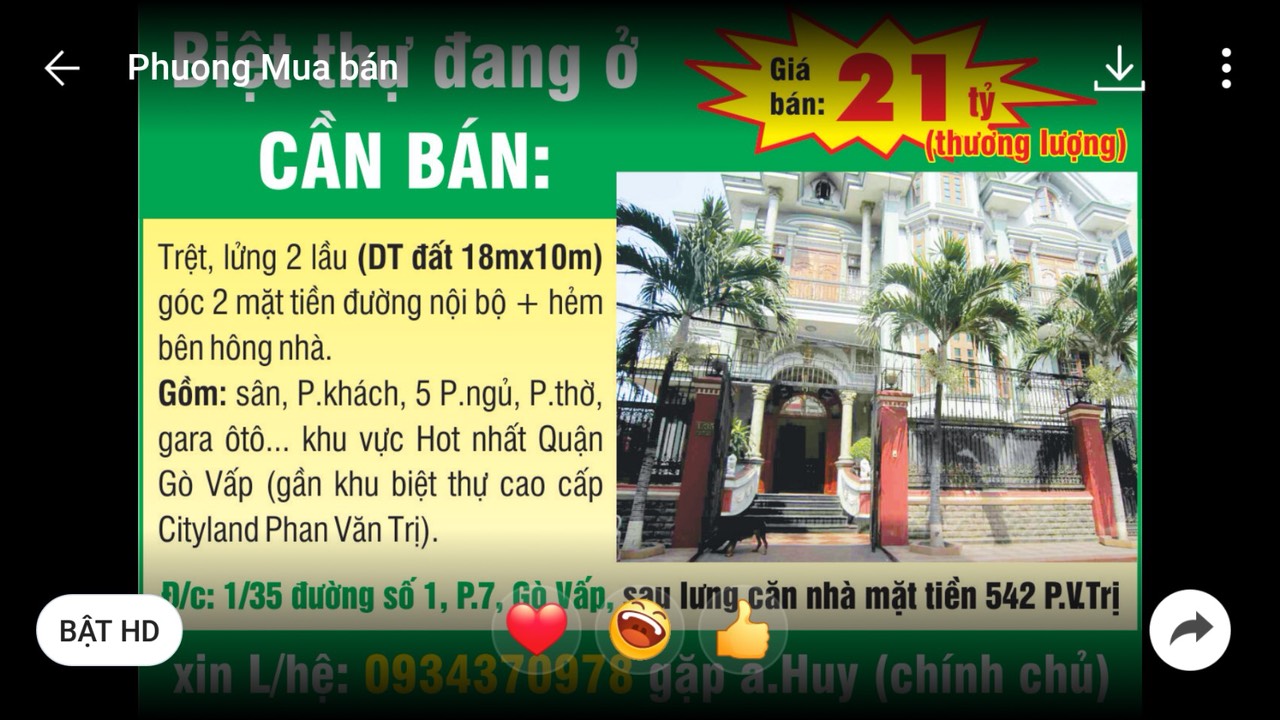 Biệt thự đang ở
Phuong Mua bán
CẦN BÁN:
Giá
bán: 21 tỷ
(thương lượng)
Trệt, lửng 2 lầu (DT đất 18mx10m)
góc 2 mặt tiền đường nội bộ + hẻm
bên hông nhà.
Gồm: sân, P.khách, 5 P.ngủ, P.thờ,
gara ôtô... khu vực Hot nhất Quận
Gò Vấp (gần khu biệt thự cao cấp
Cityland Phan Văn Trị).
Đ/c: 1/35 đường số 1, P.7, Gò Vấp, sau lưng căn nhà mặt tiền 542 P.V.Trị
BẬT HD
xin L/hệ: 0934370978 gặp a.Huy (chính chủ)